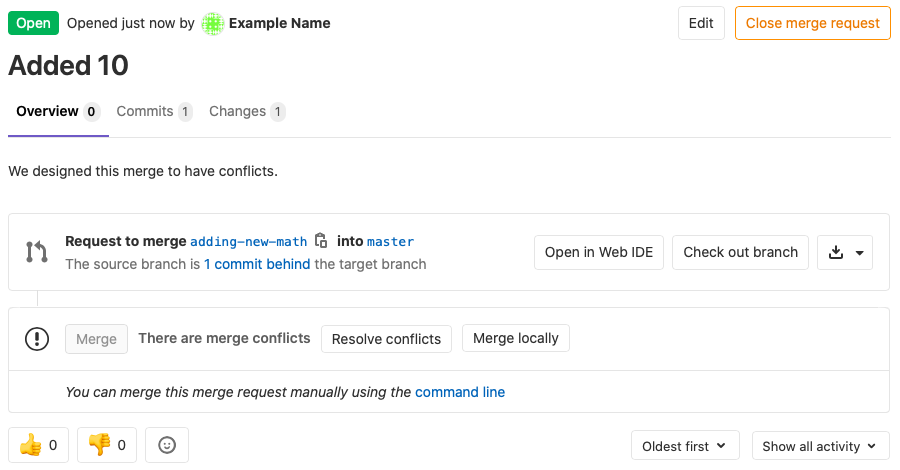 Open Opened just now by Example Name Edit Close merge request
Added 10
Overview 0 Commits 1 Changes 1
We designed this merge to have conflicts.
Request to merge adding-new-math into master
The source branch is 1 commit behind the target branch
Open in Web IDE Check out branch
Merge There are merge conflicts Resolve conflicts Merge locally
You can merge this merge request manually using the command line
0 0 Oldest first Show all activity